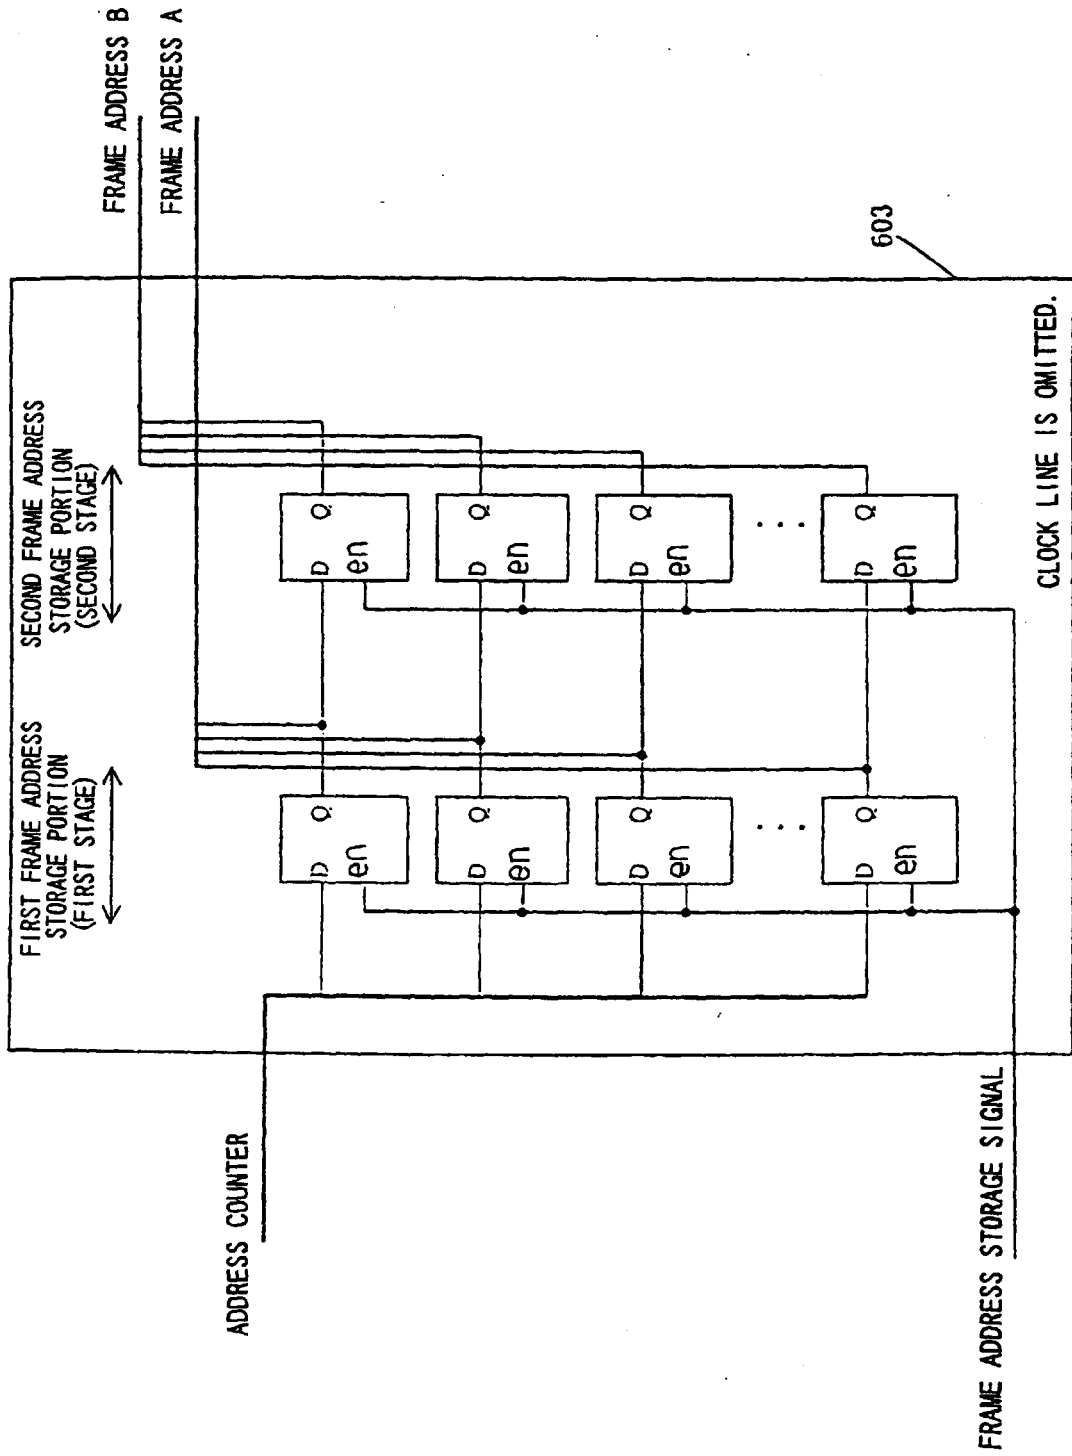 FRAME ADDRESS B
FRAME ADDRESS A
FIRST FRAME ADDRESS
STORAGE PORTION
(FIRST STAGE)
SECOND FRAME ADDRESS
STORAGE PORTION
(SECOND STAGE)
ADDRESS COUNTER
D Q
en
D Q
en
D Q
en
D Q
en
D Q
en
D Q
en
...
...
D Q
en
D Q
en
603
FRAME ADDRESS STORAGE SIGNAL
CLOCK LINE IS OMITTED.